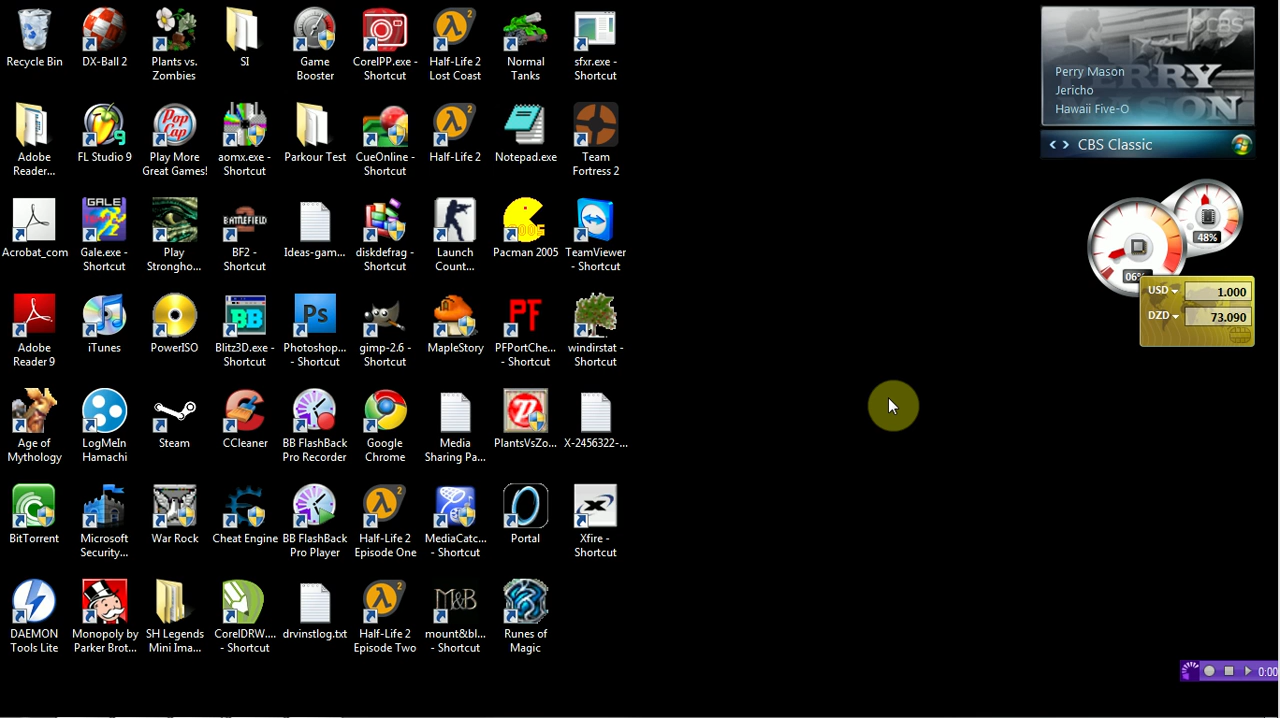 Recycle Bin
DX-Ball 2
Plants vs.
Zombies
SI
Game
Booster
CorelPP.exe -
Shortcut
Half-Life 2
Lost Coast
Normal
Tanks
sfxr.exe -
Shortcut
Adobe
Reader...
FL Studio 9
Play More
Great Games!
aomx.exe -
Shortcut
Parkour Test
CueOnline -
Shortcut
Half-Life 2
Notepad.exe
Team
Fortress 2
Acrobat_com
Gale.exe -
Shortcut
Play
Strongho...
BF2 -
Shortcut
Ideas-gam...
diskdefrag -
Shortcut
Launch
Count...
Pacman 2005
TeamViewer
- Shortcut
Adobe
Reader 9
iTunes
PowerISO
Blitz3D.exe -
Shortcut
Photoshop...
- Shortcut
gimp-2.6 -
Shortcut
MapleStory
PFPortChe...
- Shortcut
windirstat -
Shortcut
Age of
Mythology
LogMeIn
Hamachi
Steam
CCleaner
BB FlashBack
Pro Recorder
Google
Chrome
Media
Sharing Pa...
PlantsVsZo...
X-2456322-...
BitTorrent
Microsoft
Security...
War Rock
Cheat Engine
BB FlashBack
Pro Player
Half-Life 2
Episode One
MediaCatc...
- Shortcut
Portal
Xfire -
Shortcut
DAEMON
Tools Lite
Monopoly by
Parker Brot...
SH Legends
Mini Ima...
CorelDRW....
- Shortcut
drvinstlog.txt
Half-Life 2
Episode Two
mount&bl...
- Shortcut
Runes of
Magic
CBS
Perry Mason
Jericho
Hawaii Five-O
CBS Classic
48%
06%
USD 1.000
DZD 73.090
0:00